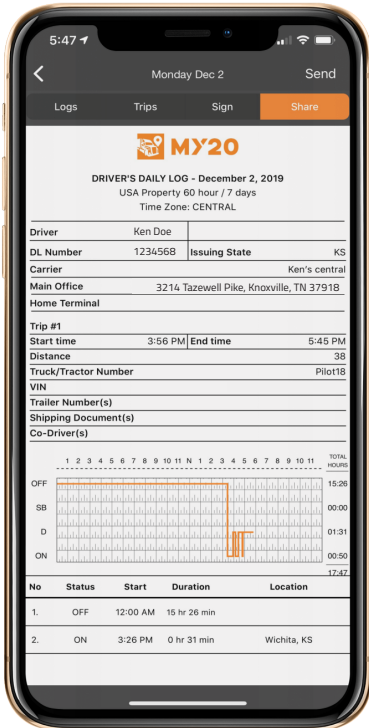 5:47
Monday Dec 2 Send
Logs Trips Sign Share
MY20
DRIVER'S DAILY LOG - December 2, 2019
USA Property 60 hour / 7 days
Time Zone: CENTRAL
Driver Ken Doe
DL Number 1234568 Issuing State KS
Carrier Ken's central
Main Office 3214 Tazewell Pike, Knoxville, TN 37918
Home Terminal
Trip #1
Start time 3:56 PM End time 5:45 PM
Distance 38
Truck/Tractor Number Pilot18
VIN
Trailer Number(s)
Shipping Document(s)
Co-Driver(s)
1 2 3 4 5 6 7 8 9 10 11 N 1 2 3 4 5 6 7 8 9 10 11 TOTAL HOURS
OFF 15:26
SB 00:00
D 01:31
ON 00:50
17:47
No Status Start Duration Location
1. OFF 12:00 AM 15 hr 26 min
2. ON 3:26 PM 0 hr 31 min Wichita, KS